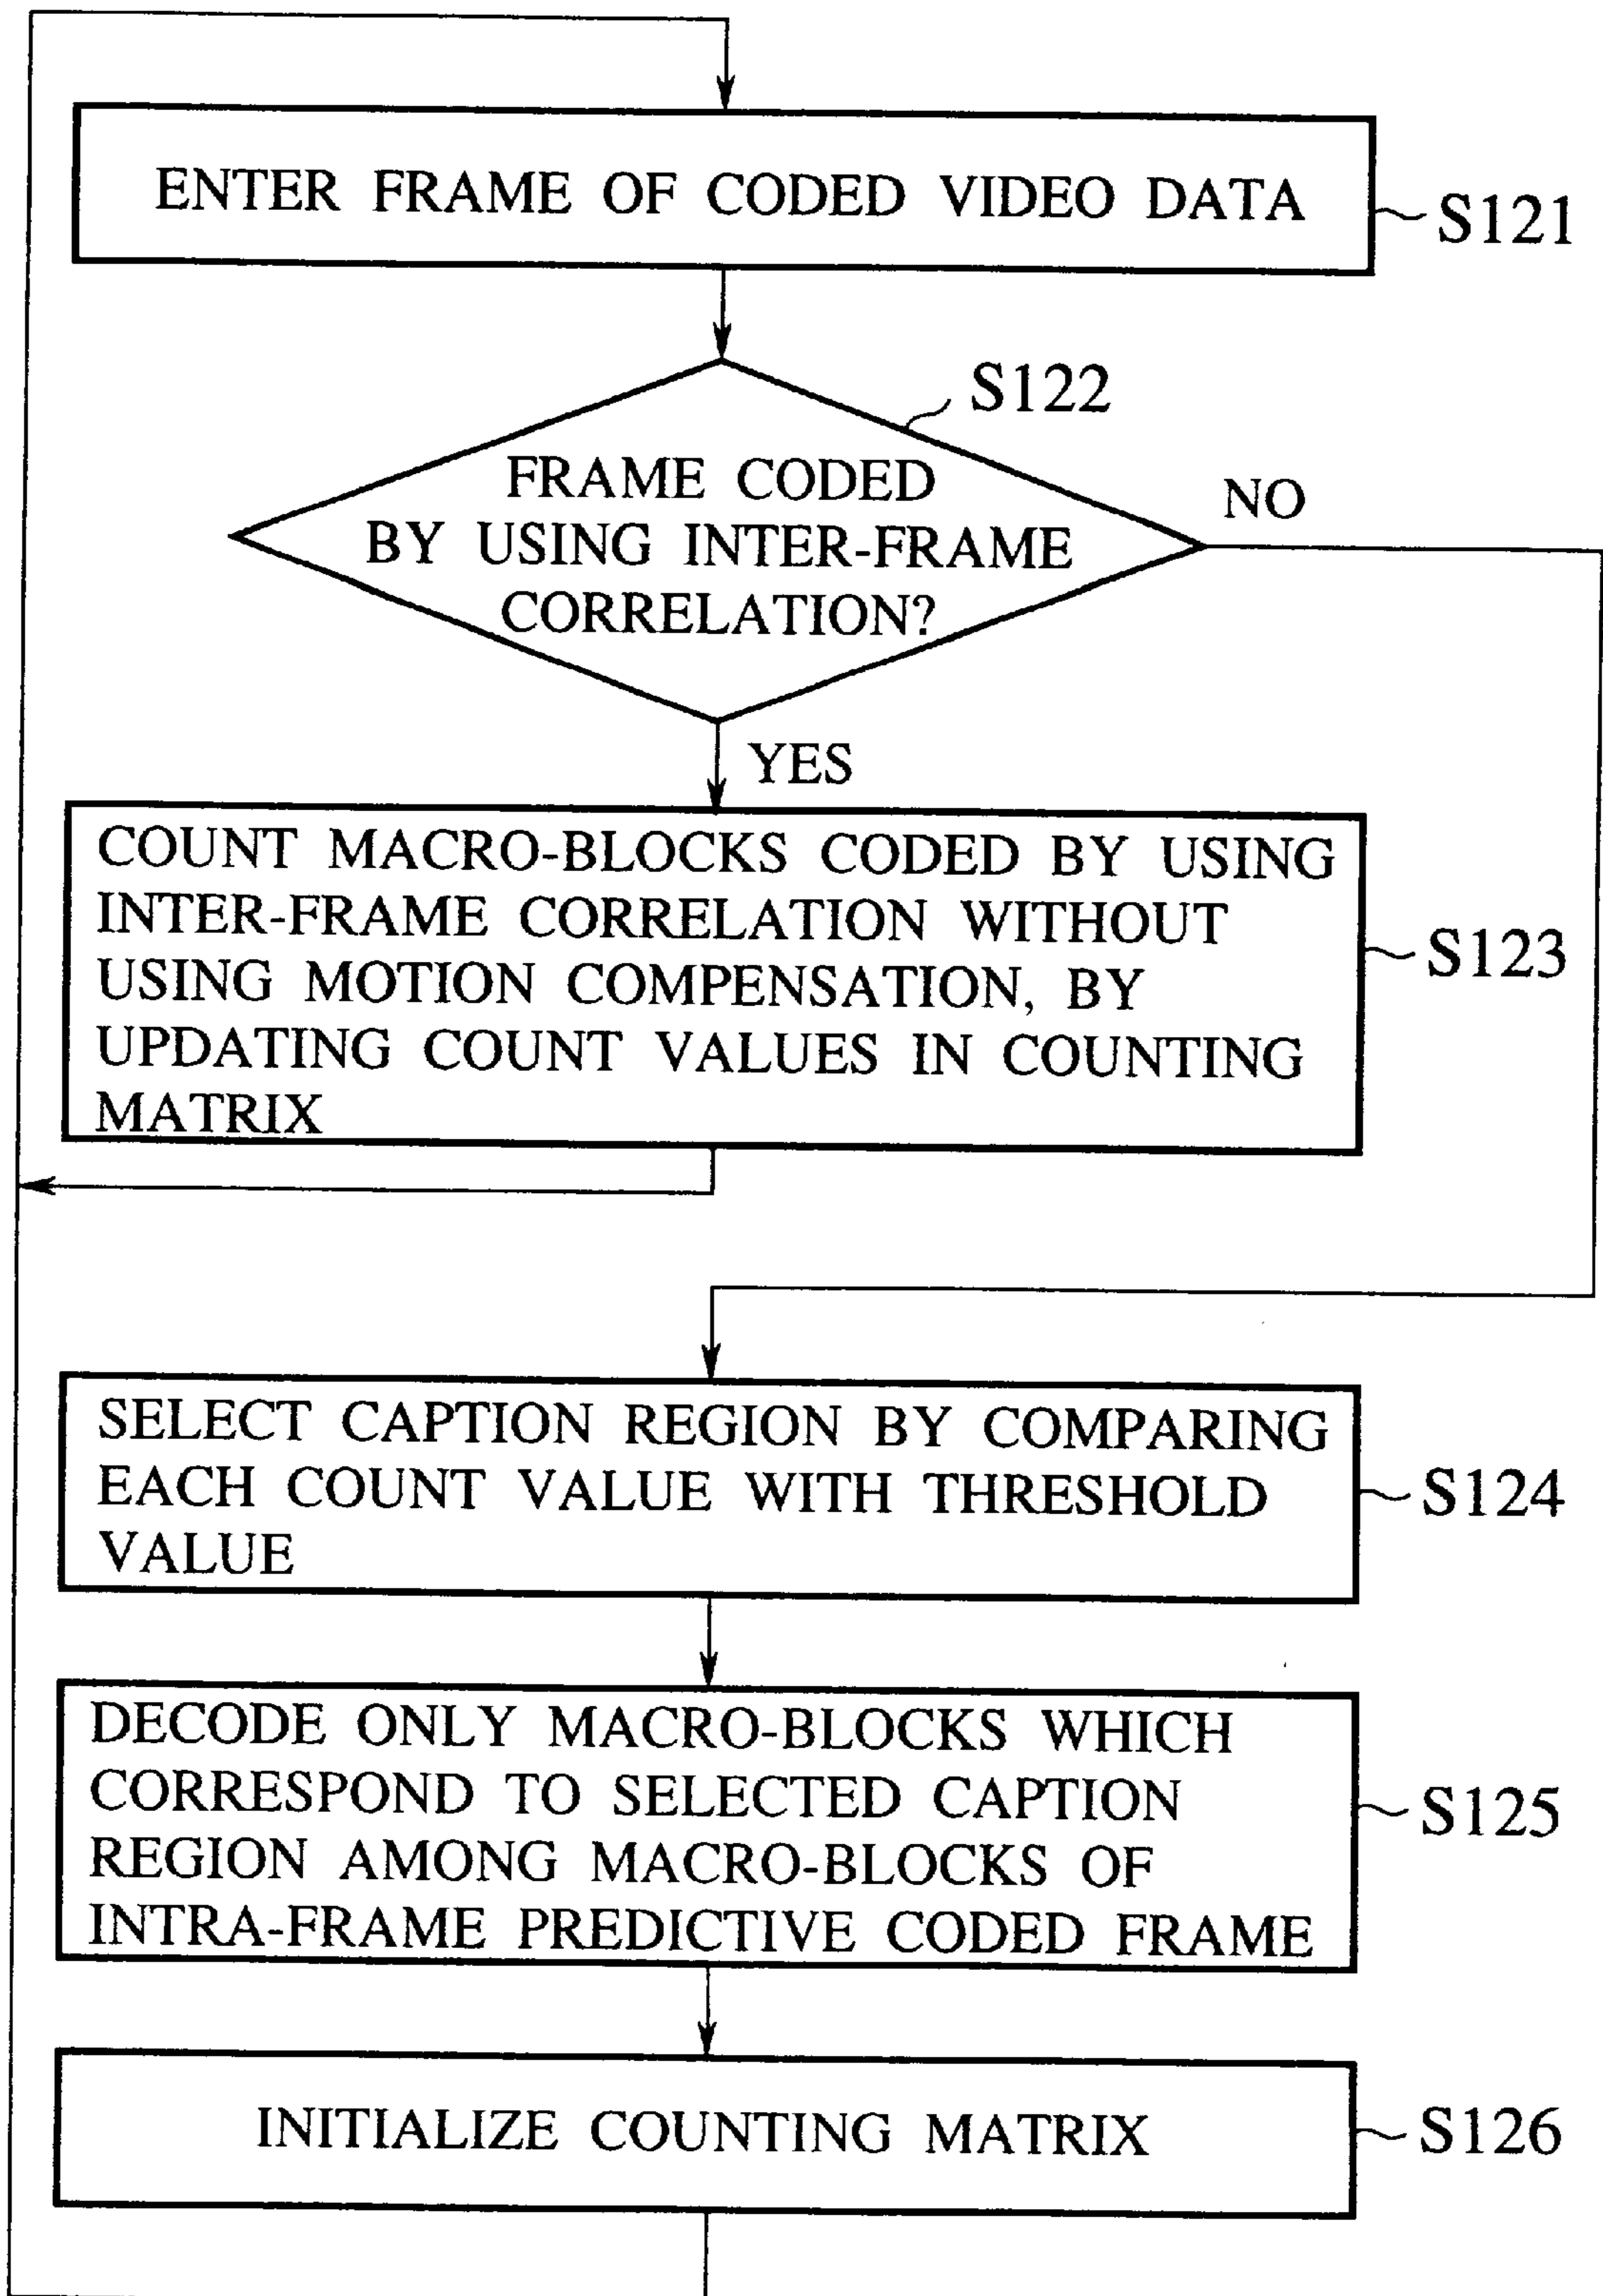 ENTER FRAME OF CODED VIDEO DATA
S121
S122
FRAME CODED
BY USING INTER-FRAME
CORRELATION?
NO
YES
COUNT MACRO-BLOCKS CODED BY USING
INTER-FRAME CORRELATION WITHOUT
USING MOTION COMPENSATION, BY
UPDATING COUNT VALUES IN COUNTING
MATRIX
S123
SELECT CAPTION REGION BY COMPARING
EACH COUNT VALUE WITH THRESHOLD
VALUE
S124
DECODE ONLY MACRO-BLOCKS WHICH
CORRESPOND TO SELECTED CAPTION
REGION AMONG MACRO-BLOCKS OF
INTRA-FRAME PREDICTIVE CODED FRAME
S125
INITIALIZE COUNTING MATRIX
S126